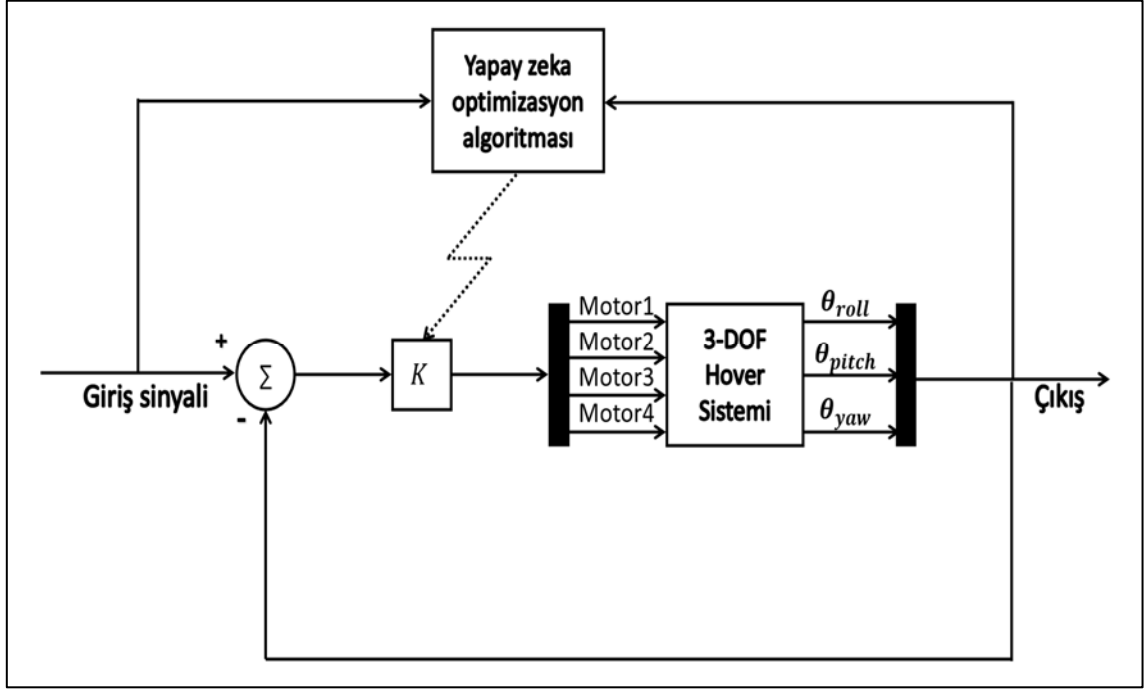 Yapay zeka
optimizasyon
algoritması
+
Giriş sinyali
∑
-
K
Motor1
Motor2
Motor3
Motor4
3-DOF
Hover
Sistemi
θroll
θpitch
θyaw
Çıkış